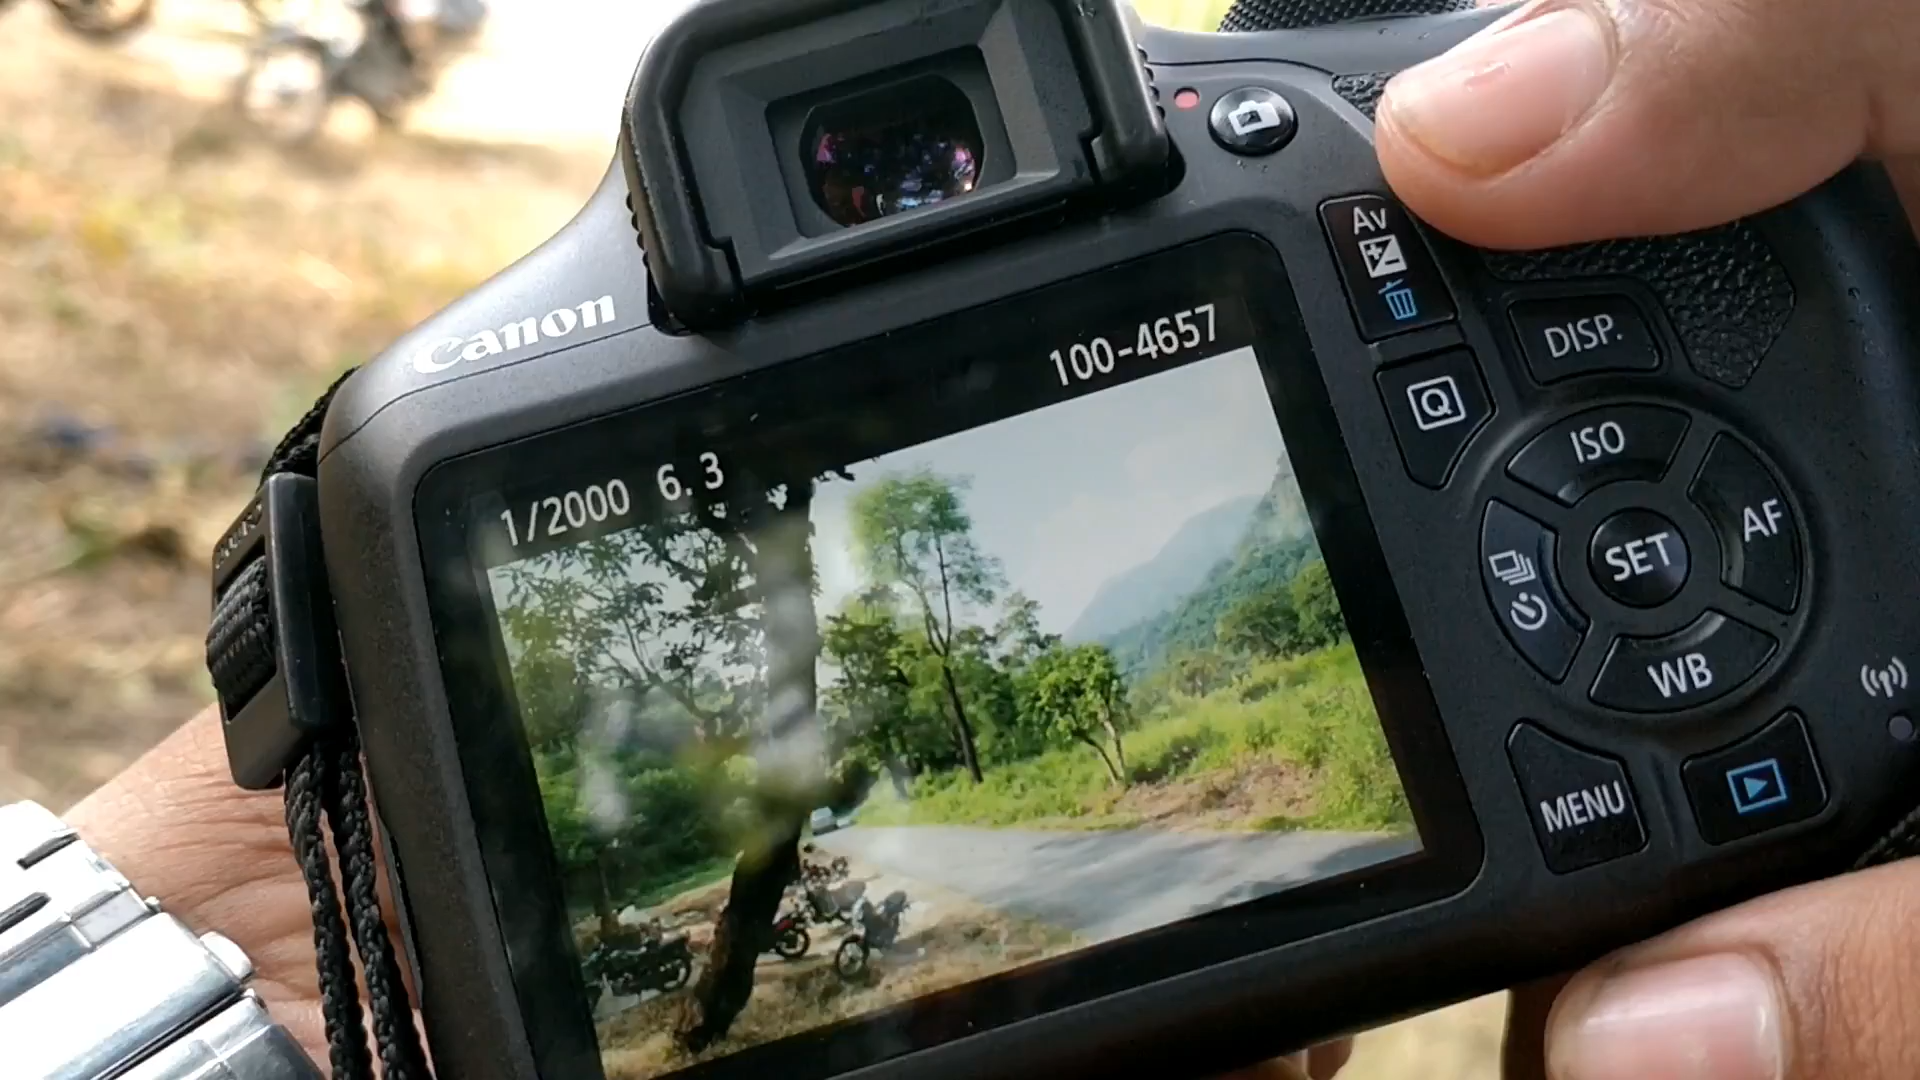 Canon
100-4657
1/2000 6.3
Av
Q
DISP.
ISO
AF
SET
WB
MENU